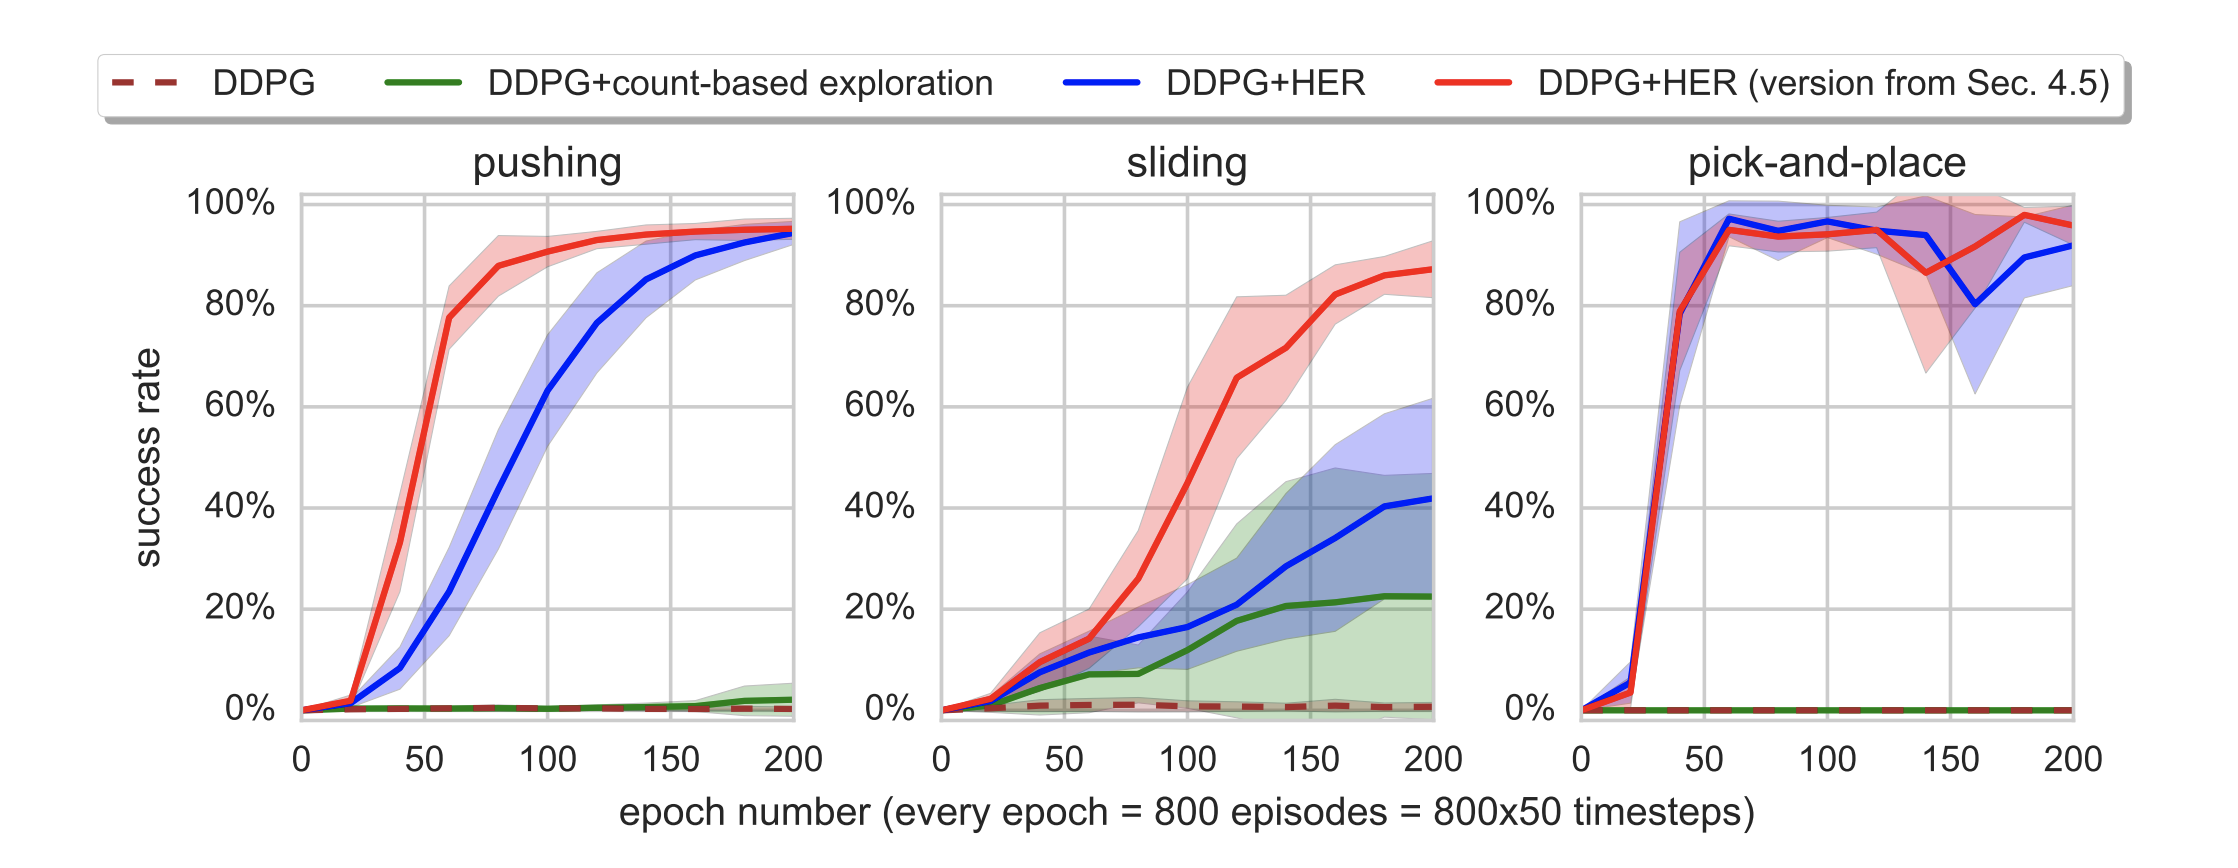 DDPG DDPG+count-based exploration DDPG+HER DDPG+HER (version from Sec. 4.5)
pushing sliding pick-and-place
success rate
100%
80%
60%
40%
20%
0%
0 50 100 150 200
100%
80%
60%
40%
20%
0%
0 50 100 150 200
100%
80%
60%
40%
20%
0%
0 50 100 150 200
epoch number (every epoch = 800 episodes = 800x50 timesteps)